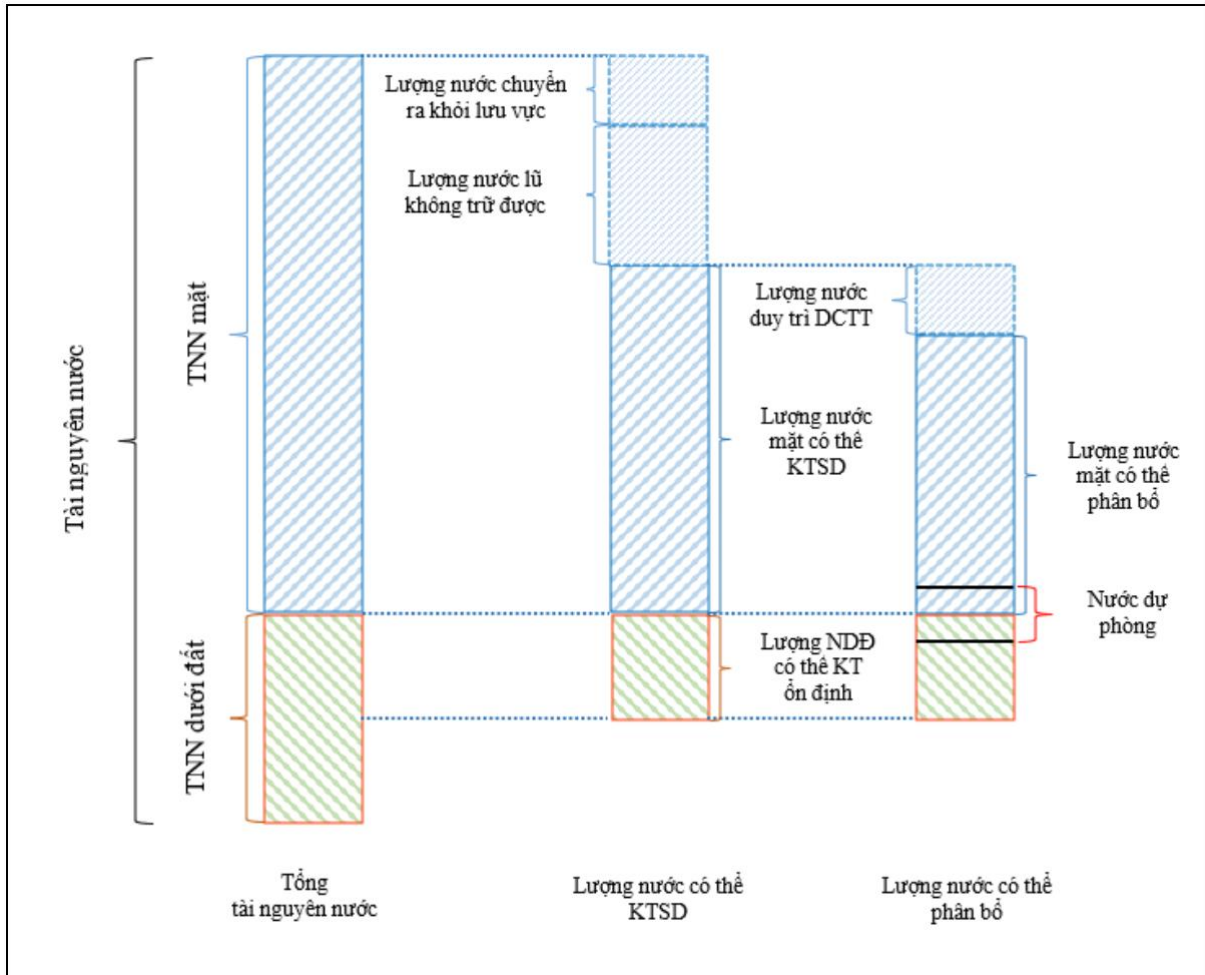 Lượng nước chuyển
ra khỏi lưu vực
Lượng nước lũ
không trữ được
Lượng nước
duy trì DCTT
Tài nguyên nước
TNN mặt
Lượng nước
mặt có thể
KTSD
Lượng nước
mặt có thể
phân bổ
Nước dự
phòng
TNN dưới đất
Lượng NDĐ
có thể KT
ổn định
Tổng
tài nguyên nước
Lượng nước có thể
KTSD
Lượng nước có thể
phân bổ